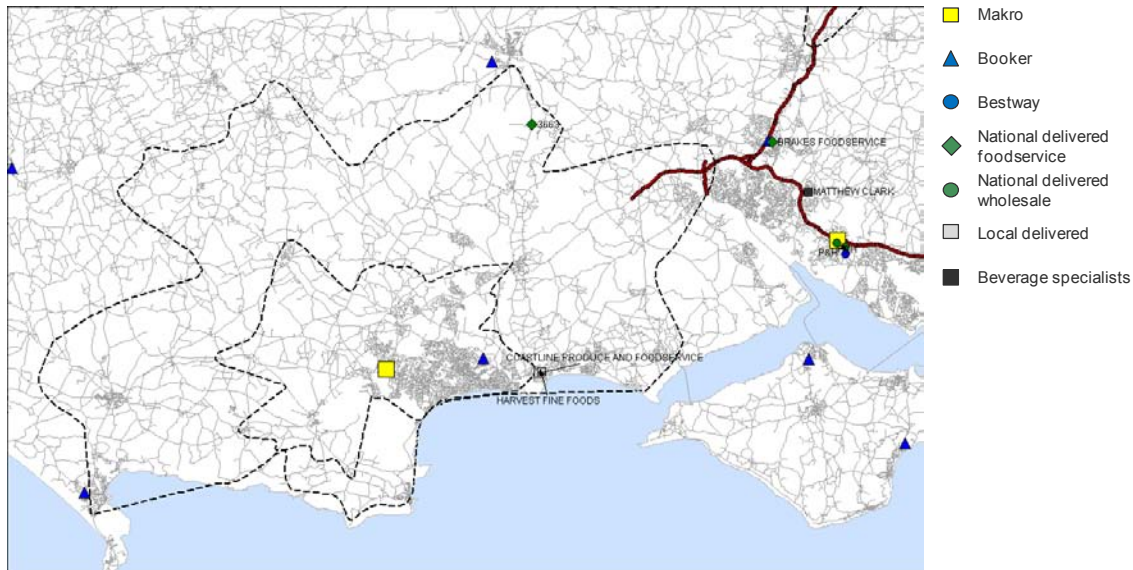 3663
BRAKES FOODSERVICE
MATTHEW CLARK
COASTLINE PRODUCE AND FOODSERVICE
HARVEST FINE FOODS
Makro
Booker
Bestway
National delivered
foodservice
National delivered
wholesale
Local delivered
Beverage specialists